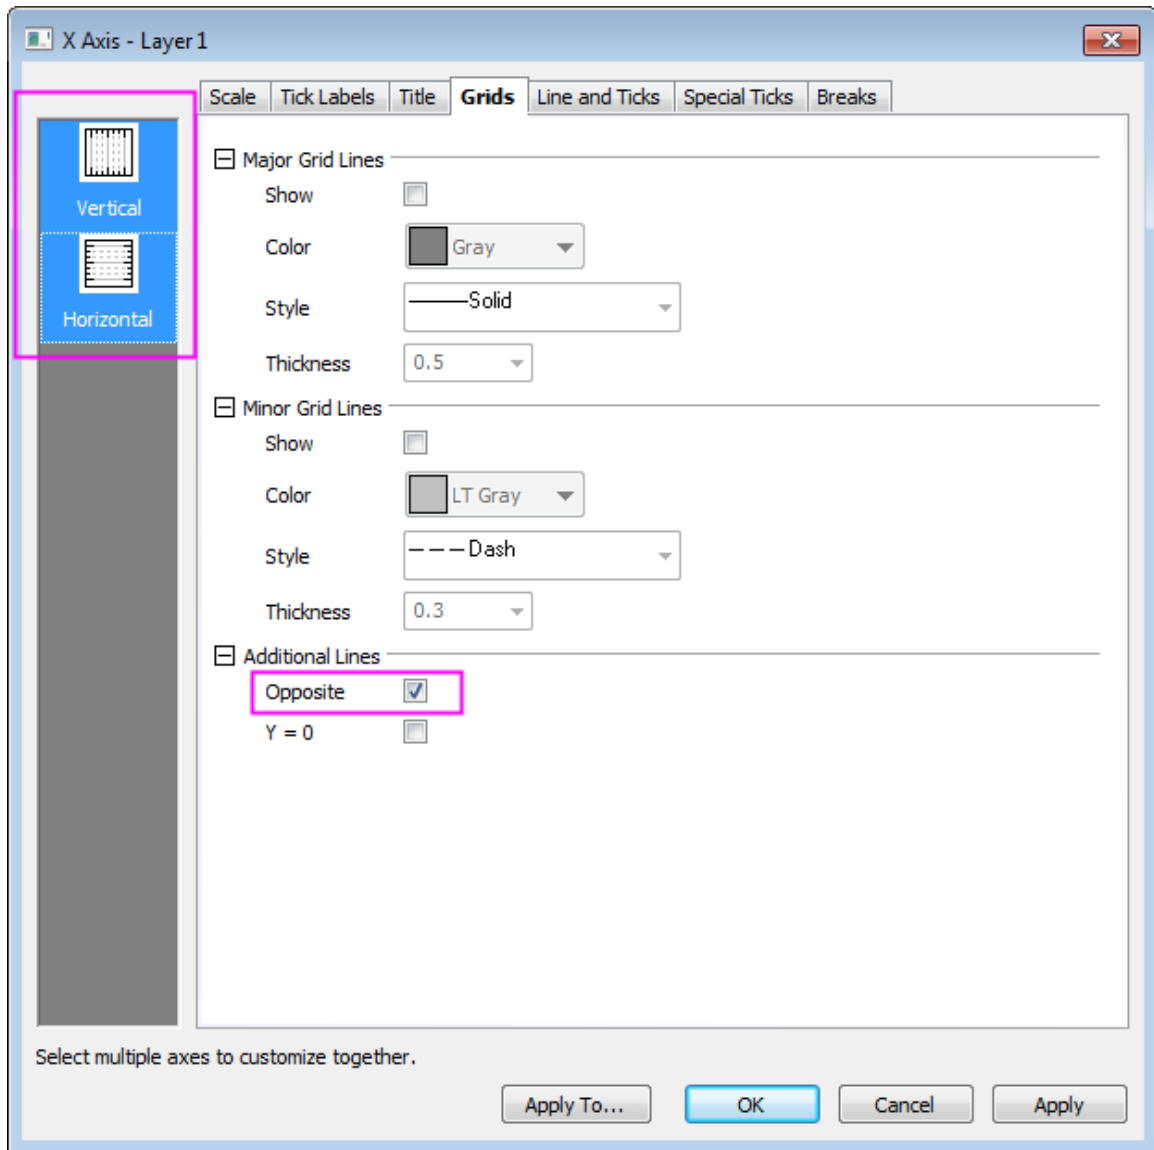 X Axis - Layer 1
Scale Tick Labels Title Grids Line and Ticks Special Ticks Breaks
Vertical
Horizontal
Major Grid Lines
Show
Color Gray
Style Solid
Thickness 0.5
Minor Grid Lines
Show
Color LT Gray
Style Dash
Thickness 0.3
Additional Lines
Opposite
Y = 0
Select multiple axes to customize together.
Apply To... OK Cancel Apply